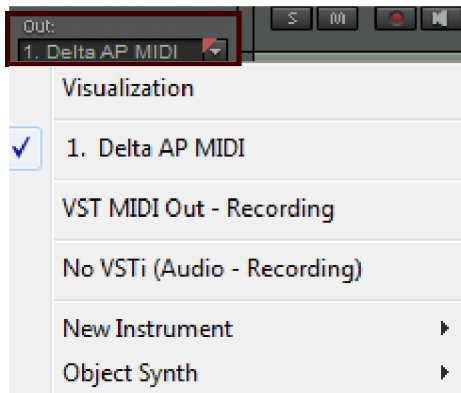 Out:
S M
1. Delta AP MIDI
Visualization
1. Delta AP MIDI
VST MIDI Out - Recording
No VSTi (Audio - Recording)
New Instrument
Object Synth